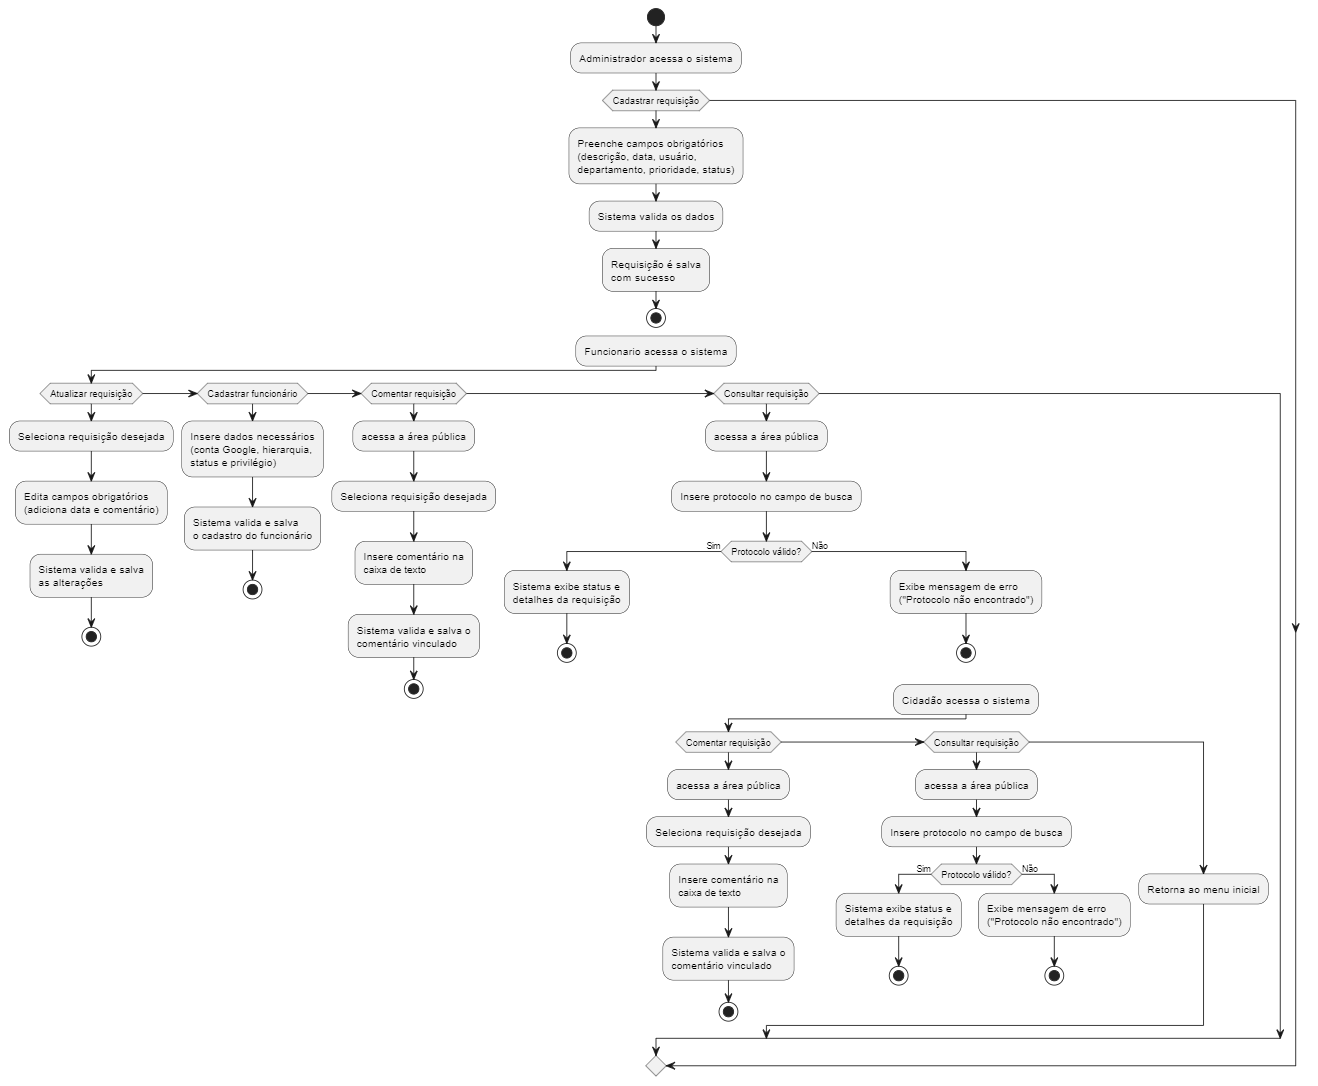 Administrador acessa o sistema
Cadastrar requisição
Preenche campos obrigatórios
(descrição, data, usuário,
departamento, prioridade, status)
Sistema valida os dados
Requisição é salva
com sucesso
Funcionario acessa o sistema
Atualizar requisição
Seleciona requisição desejada
Edita campos obrigatórios
(adiciona data e comentário)
Sistema valida e salva
as alterações
Cadastrar funcionário
Insere dados necessários
(conta Google, hierarquia,
status e privilégio)
Sistema valida e salva
o cadastro do funcionário
Comentar requisição
acessa a área pública
Seleciona requisição desejada
Insere comentário na
caixa de texto
Sistema valida e salva o
comentário vinculado
Consultar requisição
acessa a área pública
Insere protocolo no campo de busca
Sim
Protocolo válido?
Não
Sistema exibe status e
detalhes da requisição
Exibe mensagem de erro
("Protocolo não encontrado")
Cidadão acessa o sistema
Comentar requisição
acessa a área pública
Seleciona requisição desejada
Insere comentário na
caixa de texto
Sistema valida e salva o
comentário vinculado
Consultar requisição
acessa a área pública
Insere protocolo no campo de busca
Sim
Protocolo válido?
Não
Sistema exibe status e
detalhes da requisição
Exibe mensagem de erro
("Protocolo não encontrado")
Retorna ao menu inicial